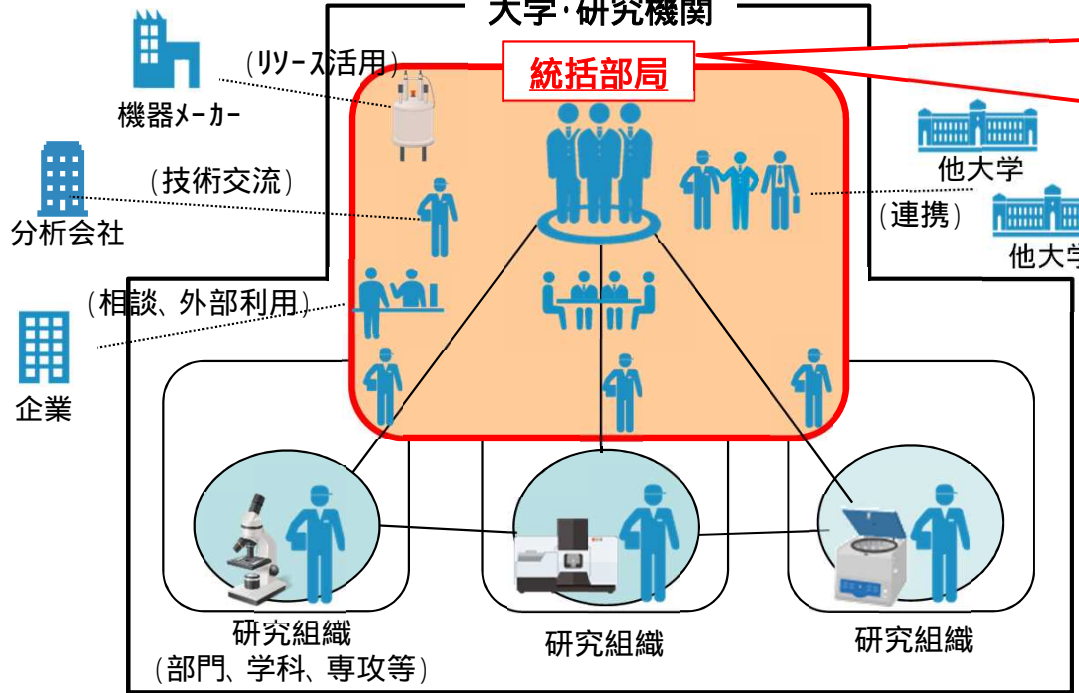 大学・研究機関
統括部局
(リソース活用)
機器メーカー
(技術交流)
分析会社
(相談、外部利用)
企業
他大学
(連携)
他大学
研究組織
(部門、学科、専攻等)
研究組織
研究組織